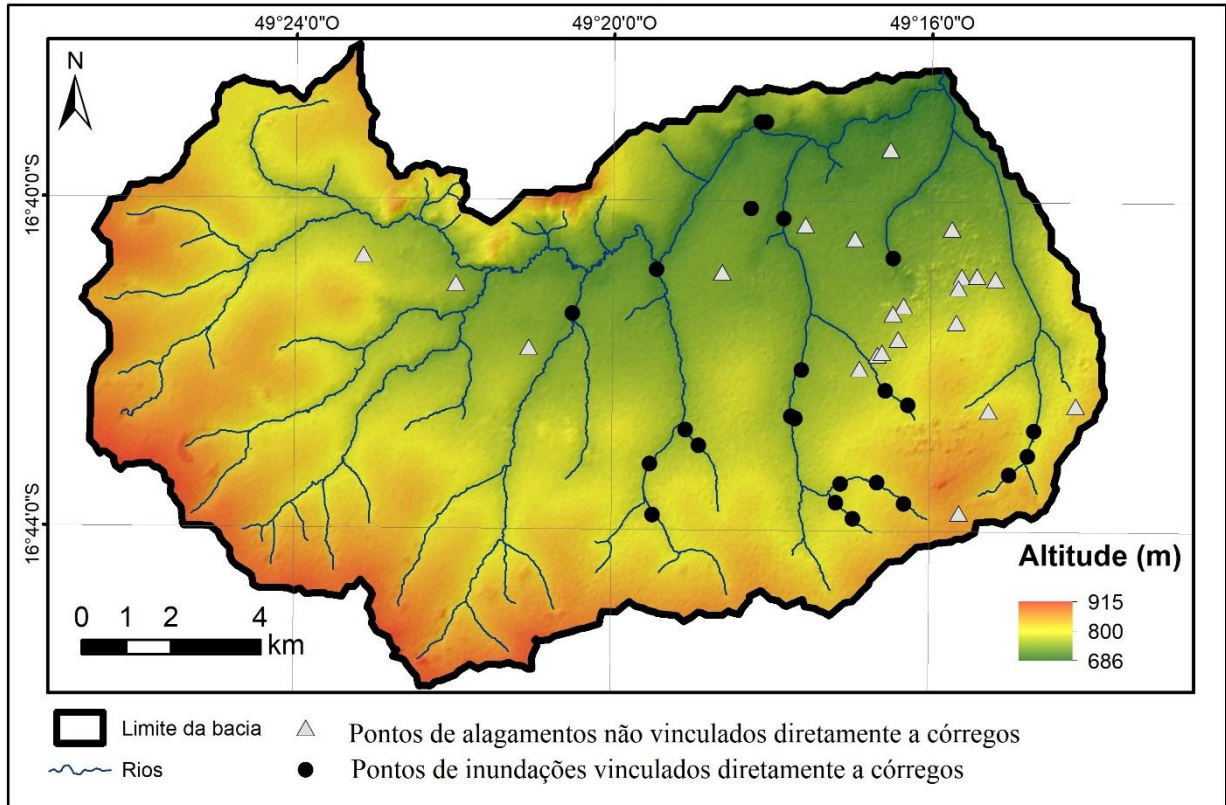 49°24'0"O 49°20'0"O 49°16'0"O
N
16°40'0"S
16°44'0"S
Altitude (m)
915
800
686
0 1 2 4
km
Limite da bacia
Pontos de alagamentos não vinculados diretamente a córregos
Rios
Pontos de inundações vinculados diretamente a córregos